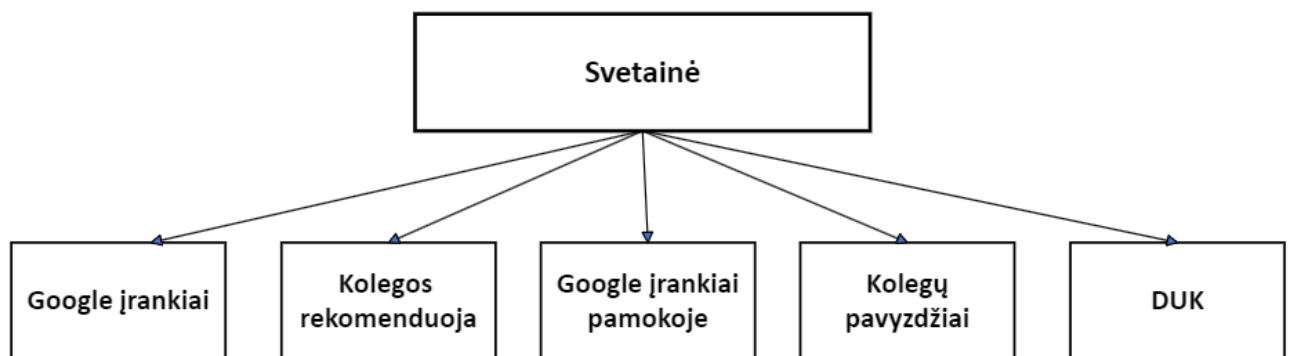 Svetainė
Google įrankiai
Kolegos
rekomenduoja
Google įrankiai
pamokoje
Kolegų
pavyzdžiai
DUK